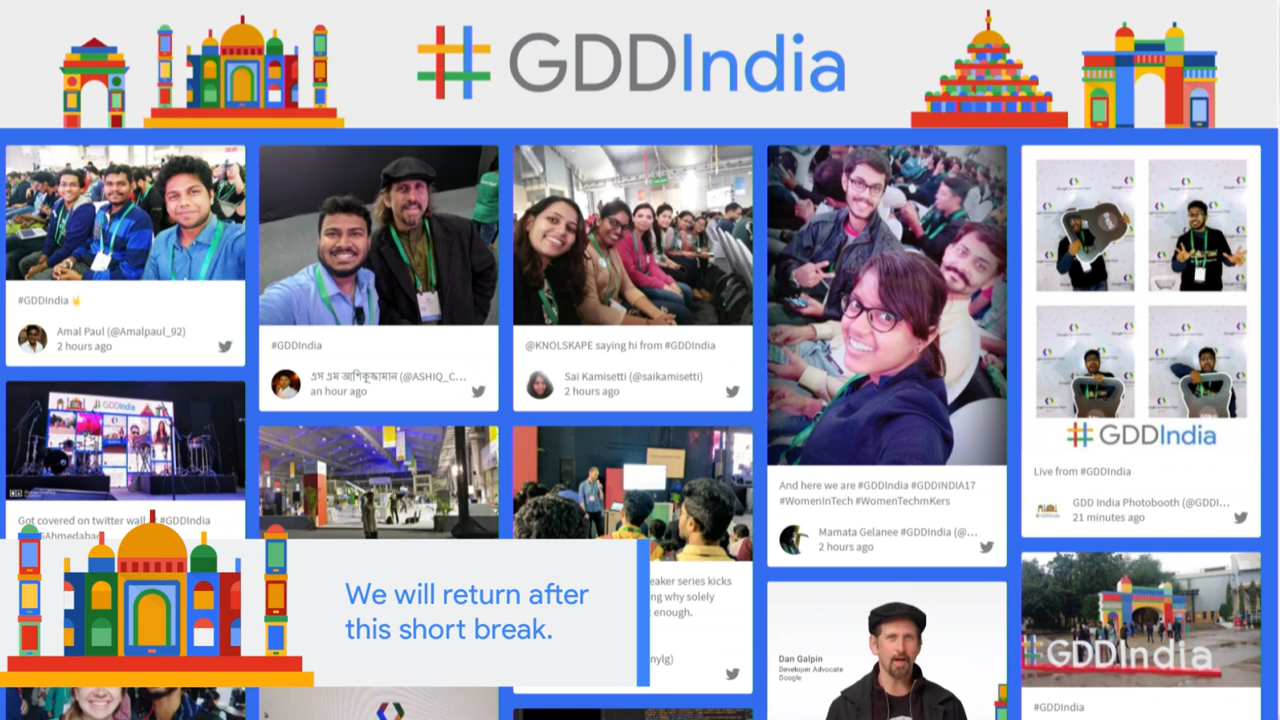 #GDDIndia
#GDDIndia
Amal Paul (@Amalpaul_92)
2 hours ago
Got covered on twitter wall
#GDDIndia
#GDDIndia
এস এম আশিকুজ্জামান (@ASHIQ_C...
an hour ago
@KNOLSKAPE saying hi from #GDDIndia
Sai Kamisetti (@saikamisetti)
2 hours ago
eaker series kicks
ng why solely
enough.
nylg)
And here we are #GDDIndia #GDDINDIA17
#WomenInTech #WomenTechmKers
Mamata Gelanee #GDDIndia (@...
2 hours ago
Dan Galpin
Developer Advocate
Google
#GDDIndia
Live from #GDDIndia
GDD India Photobooth (@GDDI...
21 minutes ago
#GDDIndia
#GDDIndia
We will return after
this short break.